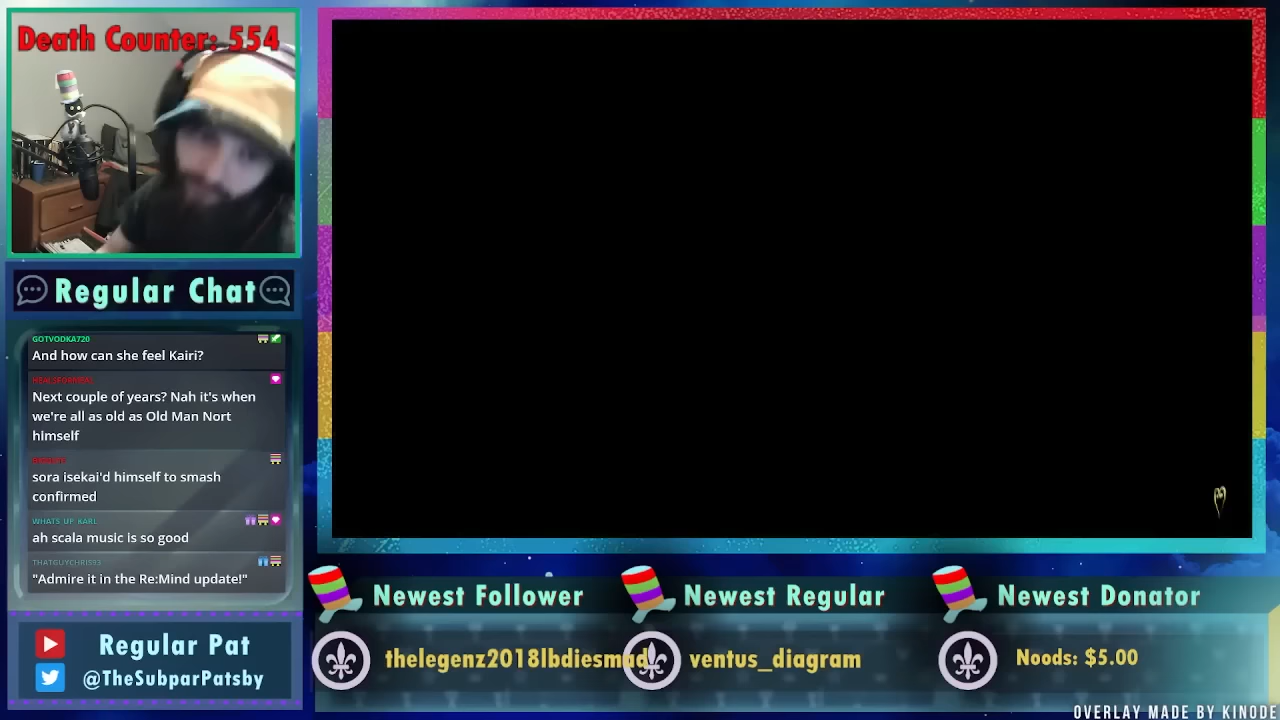 Death Counter: 554
Regular Chat
GOTVODKA720
And how can she feel Kairi?
Next couple of years? Nah it's when
we're all as old as Old Man Nort
himself
sora isekai'd himself to smash
confirmed
WHATS_UP_KARL
ah scala music is so good
THATGUYCHRIS93
"Admire it in the Re:Mind update!"
Regular Pat
@TheSubparPatsby
Newest Follower
thelegenz2018lbdiesmad
Newest Regular
ventus_diagram
Newest Donator
Noods: $5.00
OVERLAY MADE BY KINODE